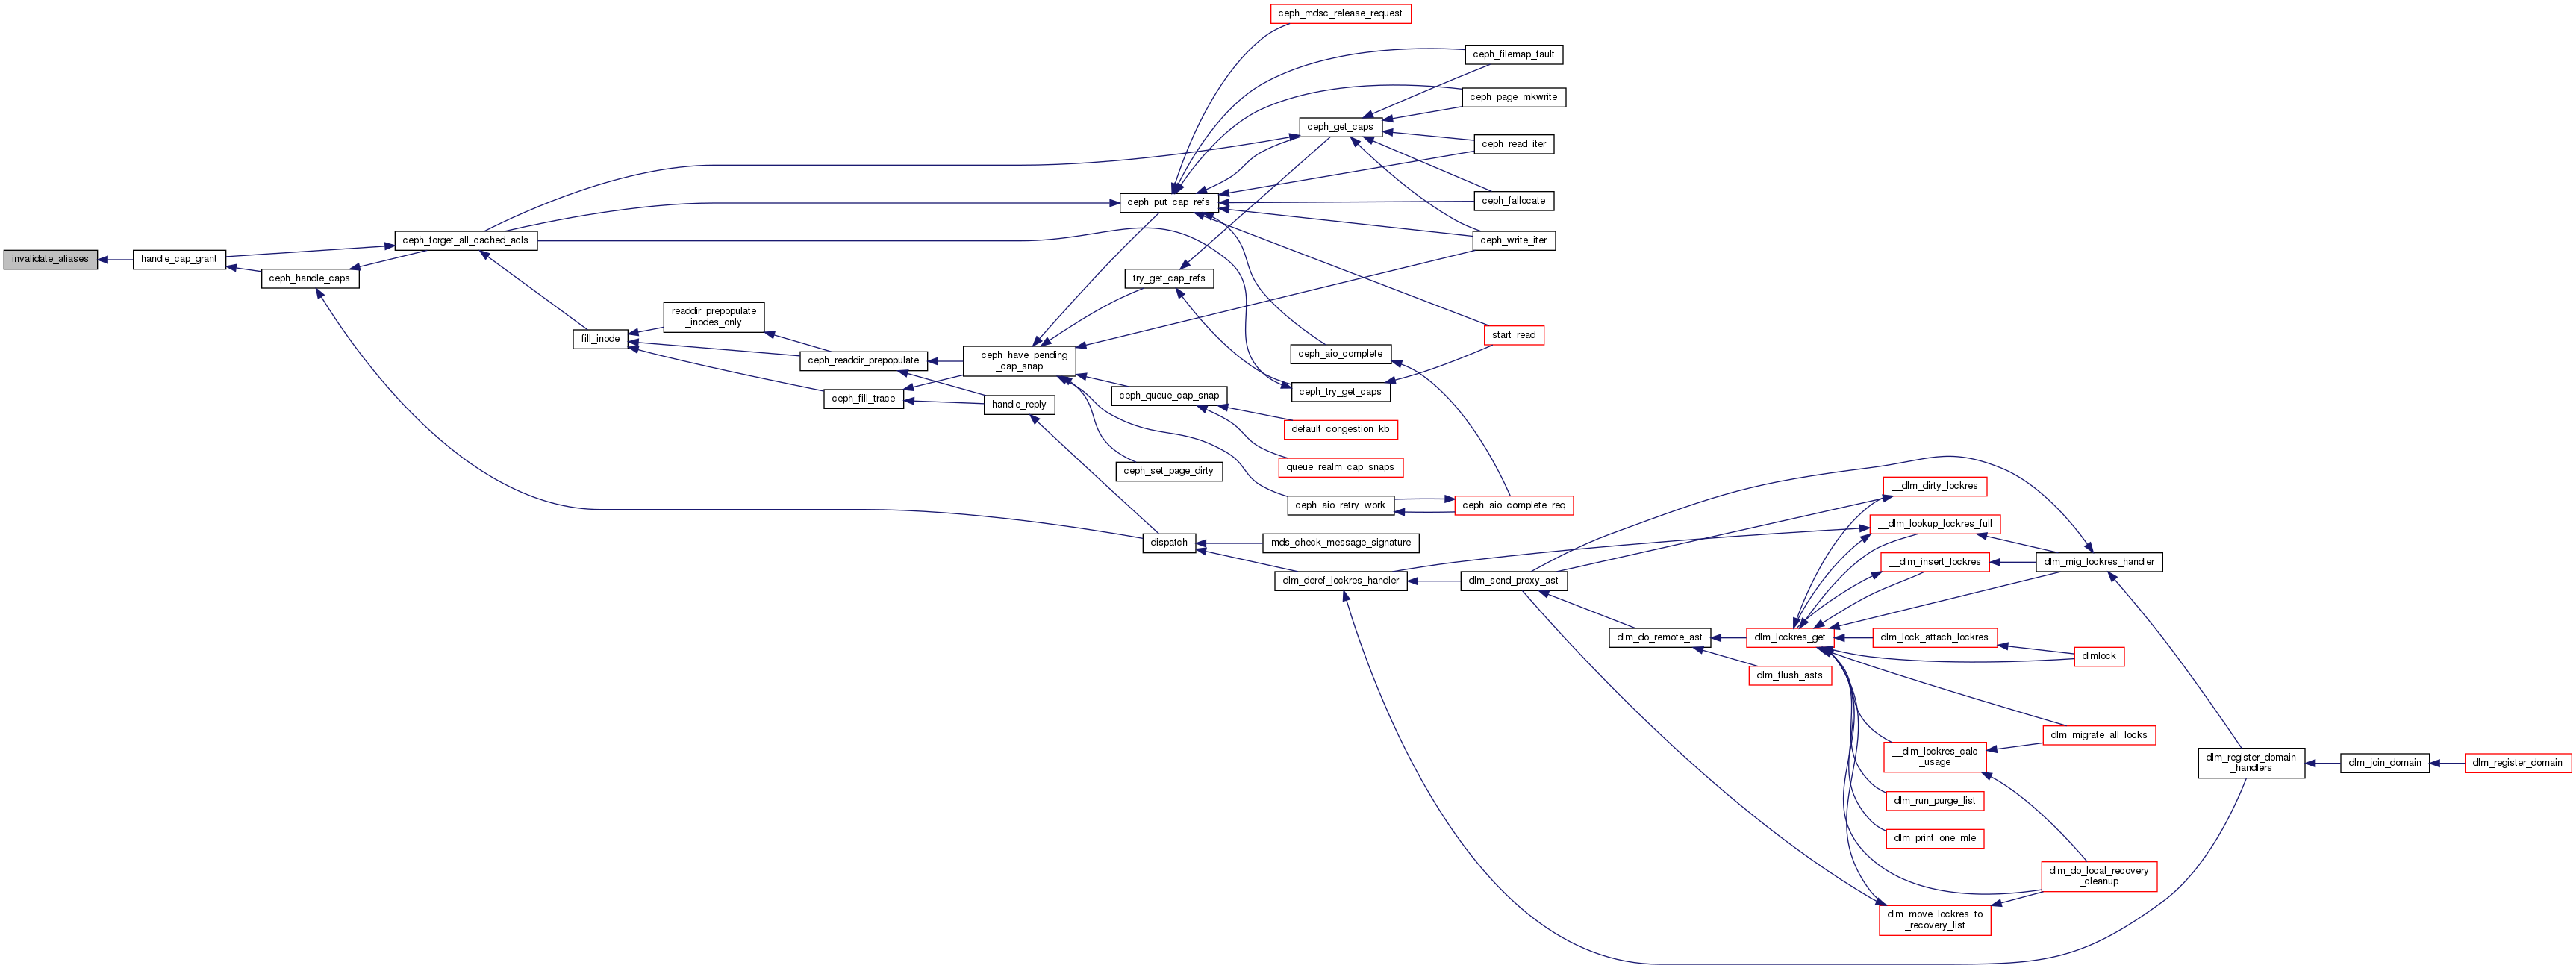 ceph_mdsc_release_request
ceph_filemap_fault
ceph_page_mkwrite
ceph_get_caps
ceph_read_iter
ceph_put_cap_refs
ceph_fallocate
ceph_forget_all_cached_acls
ceph_write_iter
invalidate_aliases
handle_cap_grant
ceph_handle_caps
try_get_cap_refs
readdir_prepopulate
_inodes_only
fill_inode
start_read
ceph_readdir_prepopulate
__ceph_have_pending
_cap_snap
ceph_aio_complete
ceph_fill_trace
ceph_queue_cap_snap
ceph_try_get_caps
handle_reply
default_congestion_kb
ceph_set_page_dirty
queue_realm_cap_snaps
__dlm_dirty_lockres
ceph_aio_retry_work
ceph_aio_complete_req
__dlm_lookup_lockres_full
dispatch
mds_check_message_signature
__dlm_insert_lockres
dlm_mig_lockres_handler
dlm_deref_lockres_handler
dlm_send_proxy_ast
dlm_do_remote_ast
dlm_lockres_get
dlm_lock_attach_lockres
dlmlock
dlm_flush_asts
dlm_migrate_all_locks
__dlm_lockres_calc
_usage
dlm_register_domain
_handlers
dlm_join_domain
dlm_register_domain
dlm_run_purge_list
dlm_print_one_mle
dlm_do_local_recovery
_cleanup
dlm_move_lockres_to
_recovery_list